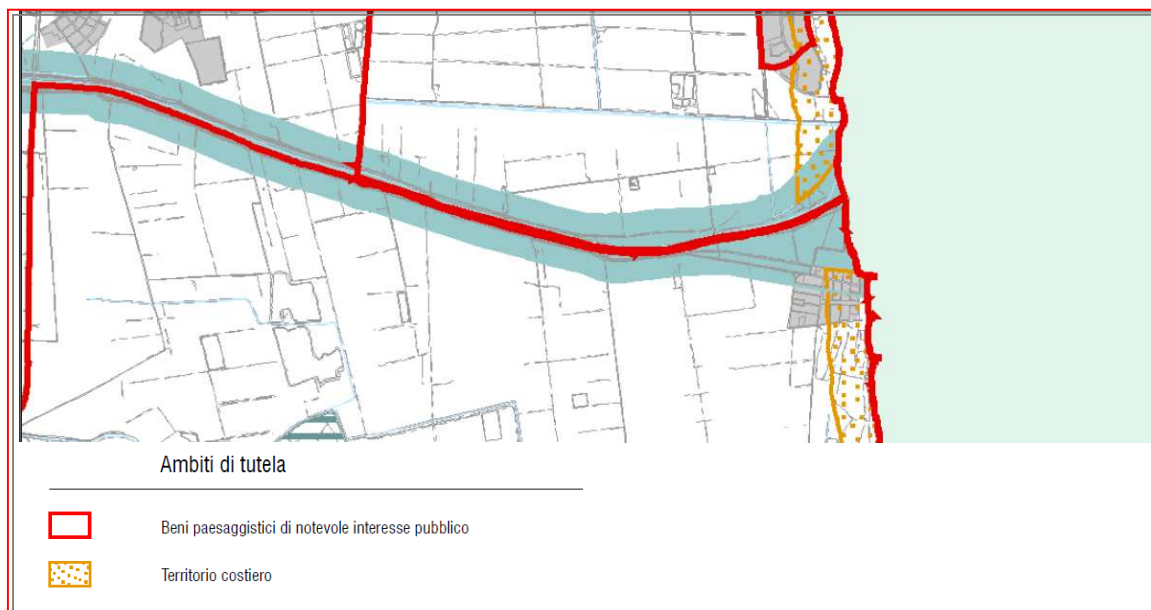 Ambiti di tutela
Beni paesaggistici di notevole interesse pubblico
Territorio costiero